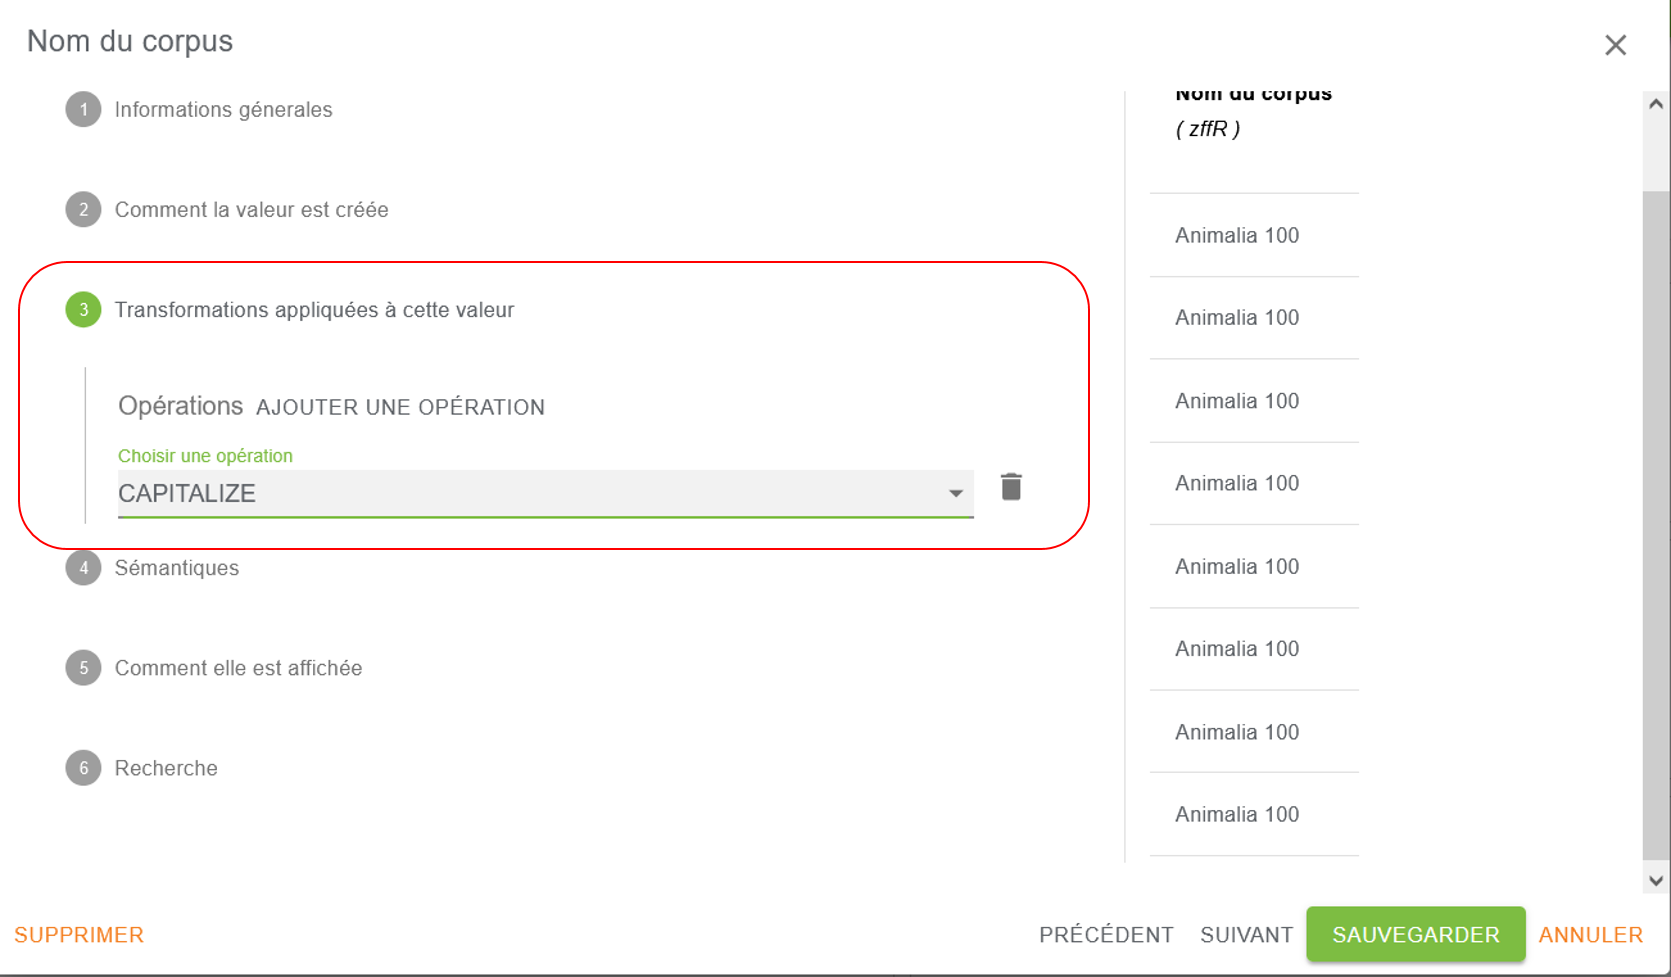 Nom du corpus
1 Informations génerales
2 Comment la valeur est créée
3 Transformations appliquées à cette valeur
Opérations AJOUTER UNE OPÉRATION
Choisir une opération
CAPITALIZE
4 Sémantiques
5 Comment elle est affichée
6 Recherche
Nom du corpus
( zffR )
Animalia 100
Animalia 100
Animalia 100
Animalia 100
Animalia 100
Animalia 100
Animalia 100
Animalia 100
SUPPRIMER
PRÉCÉDENT SUIVANT SAUVEGARDER ANNULER